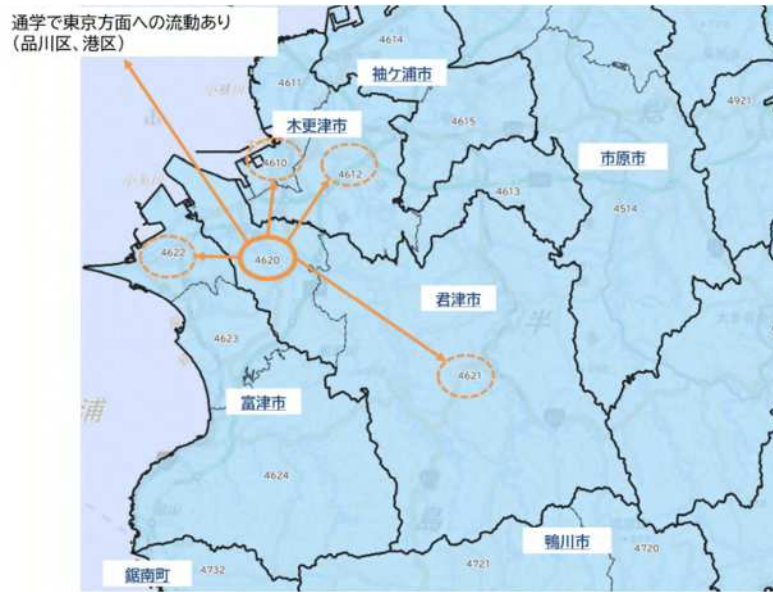 通学で東京方面への流動あり
（品川区、港区）
4614
袖ケ浦市
4611
4921
木更津市
4615
市原市
4610
4612
4613
4514
4622
4620
君津市
半
4621
4623
富津市
浦
4624
島
鴨川市
4720
鋸南町
4732
4721